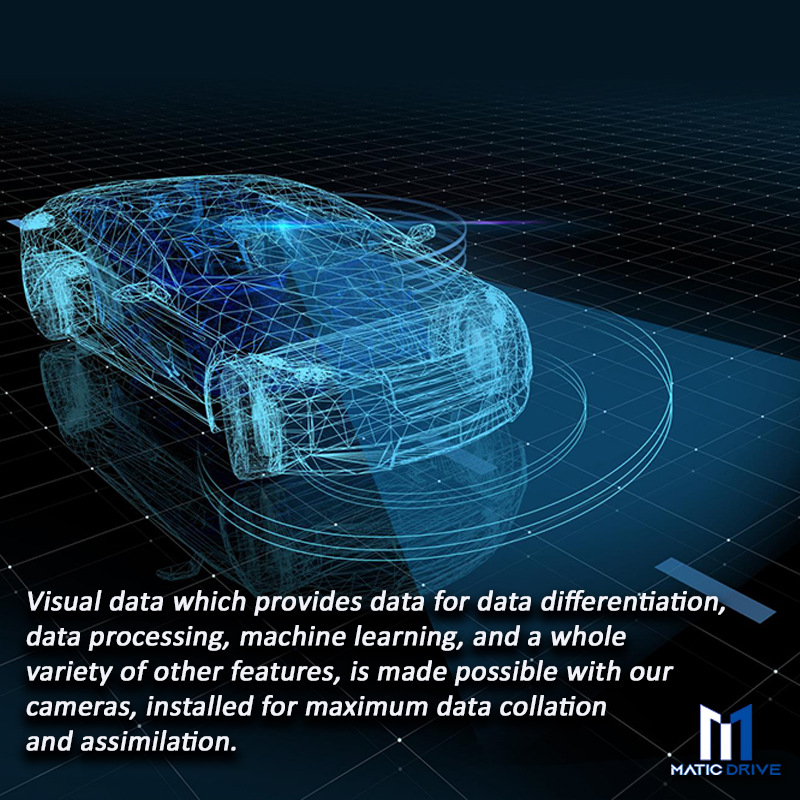 Visual data which provides data for data differentiation,
data processing, machine learning, and a whole
variety of other features, is made possible with our
cameras, installed for maximum data collation
and assimilation.
MATIC DRIVE